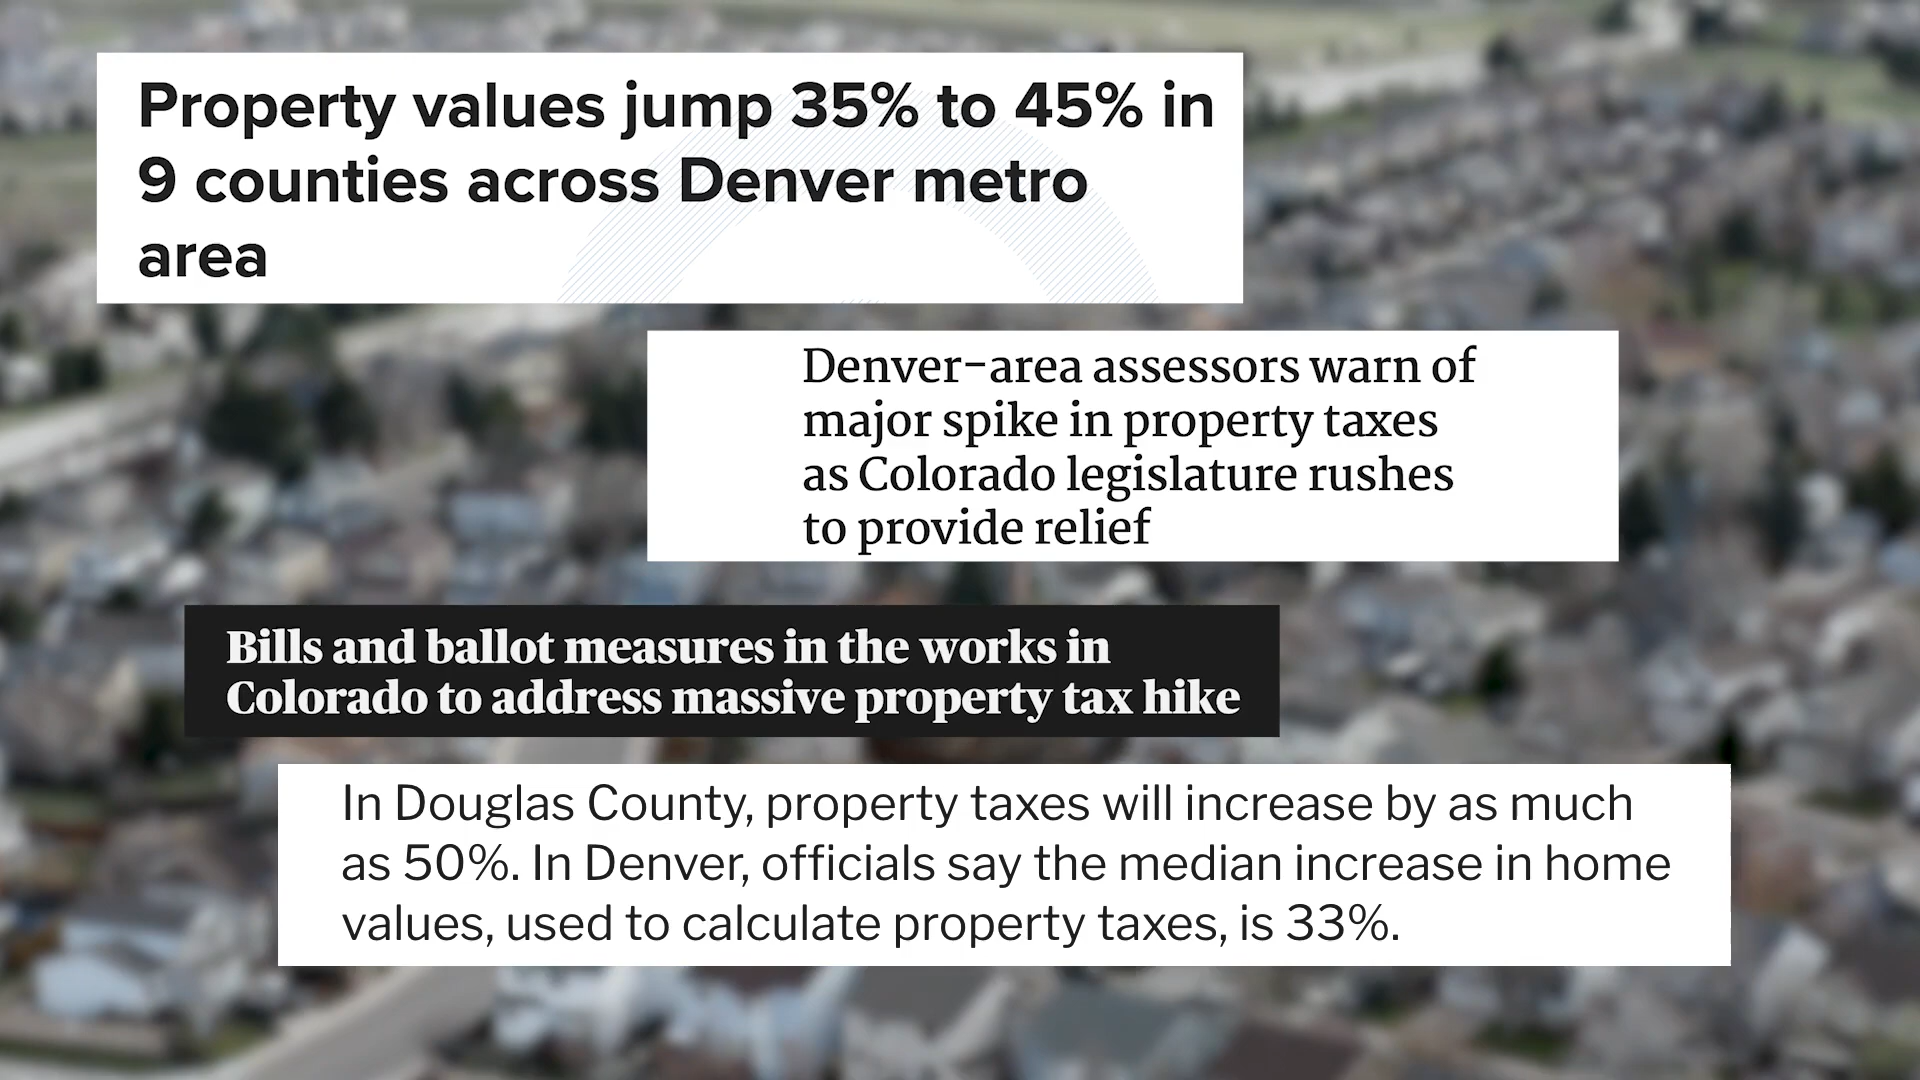 Property values jump 35% to 45% in
9 counties across Denver metro
area
Denver-area assessors warn of
major spike in property taxes
as Colorado legislature rushes
to provide relief
Bills and ballot measures in the works in
Colorado to address massive property tax hike
In Douglas County, property taxes will increase by as much
as 50%. In Denver, officials say the median increase in home
values, used to calculate property taxes, is 33%.